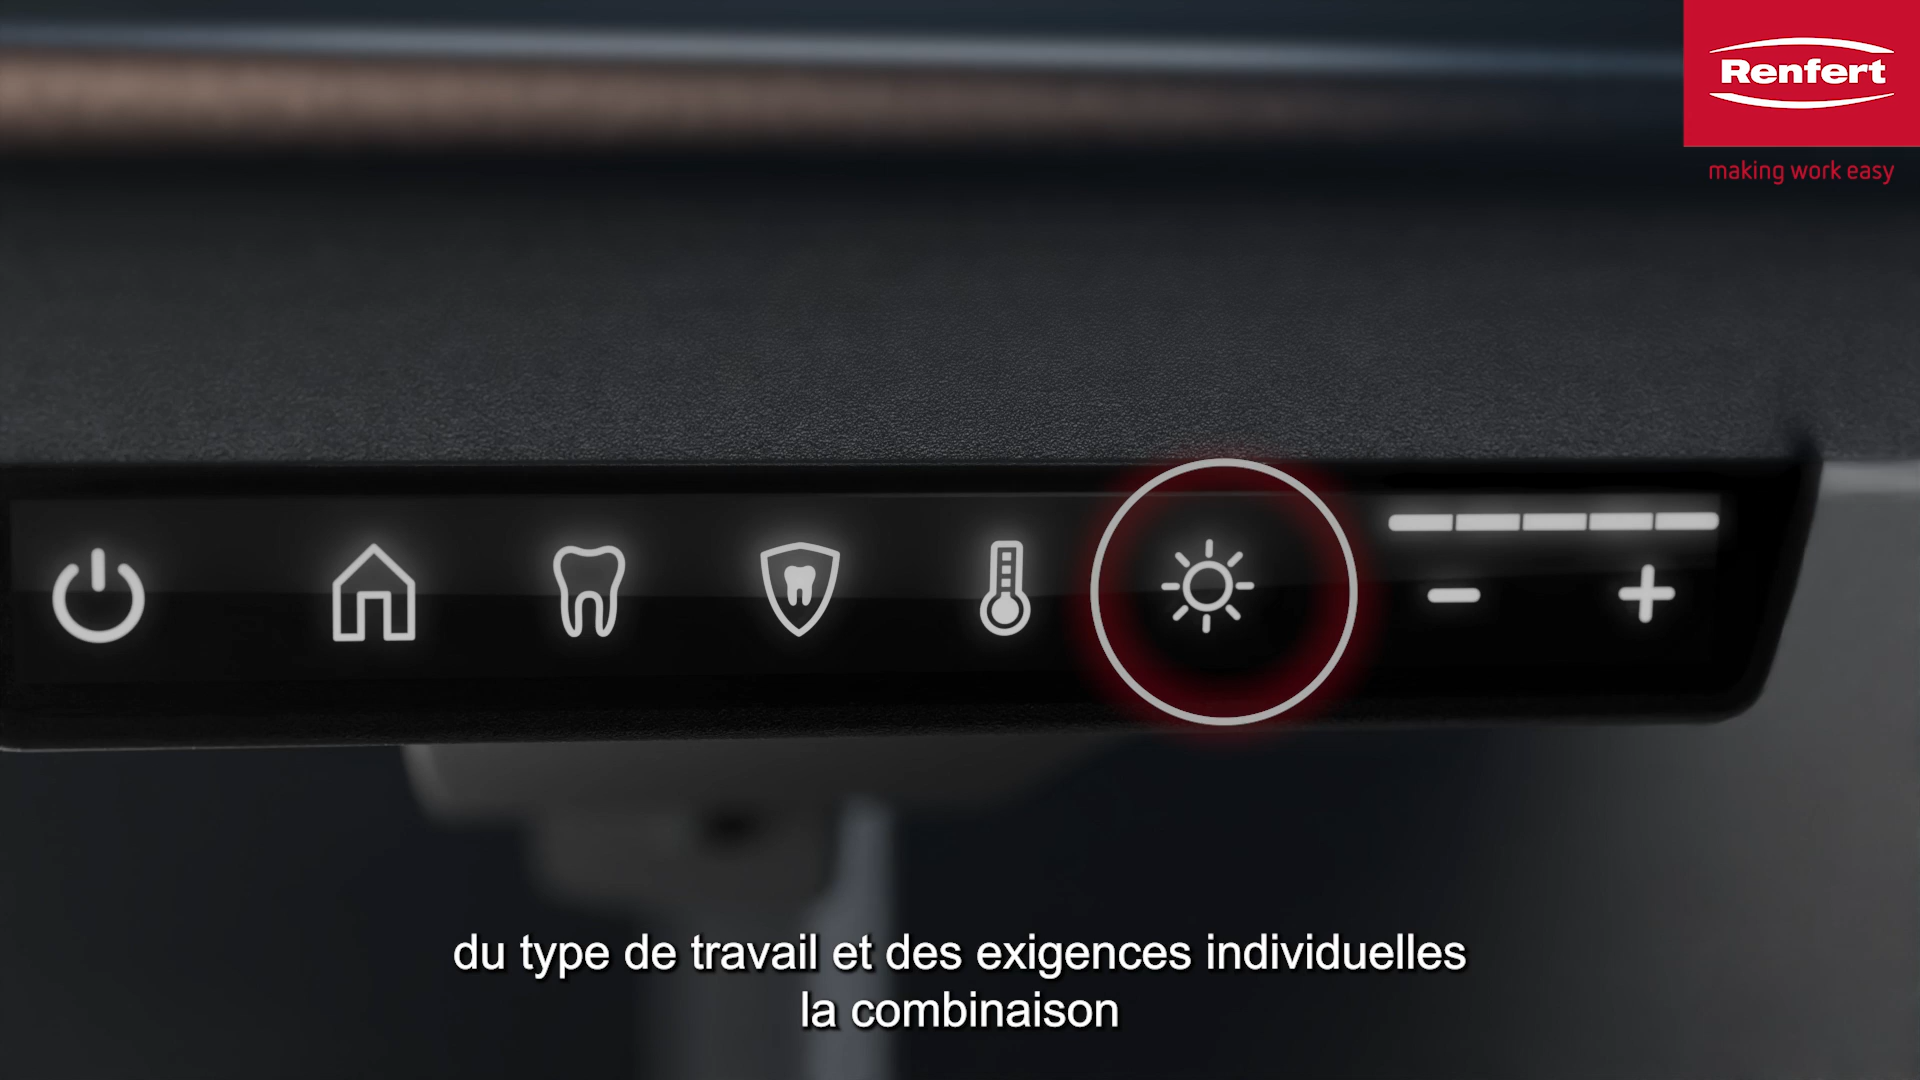 Renfert
making work easy
du type de travail et des exigences individuelles
la combinaison